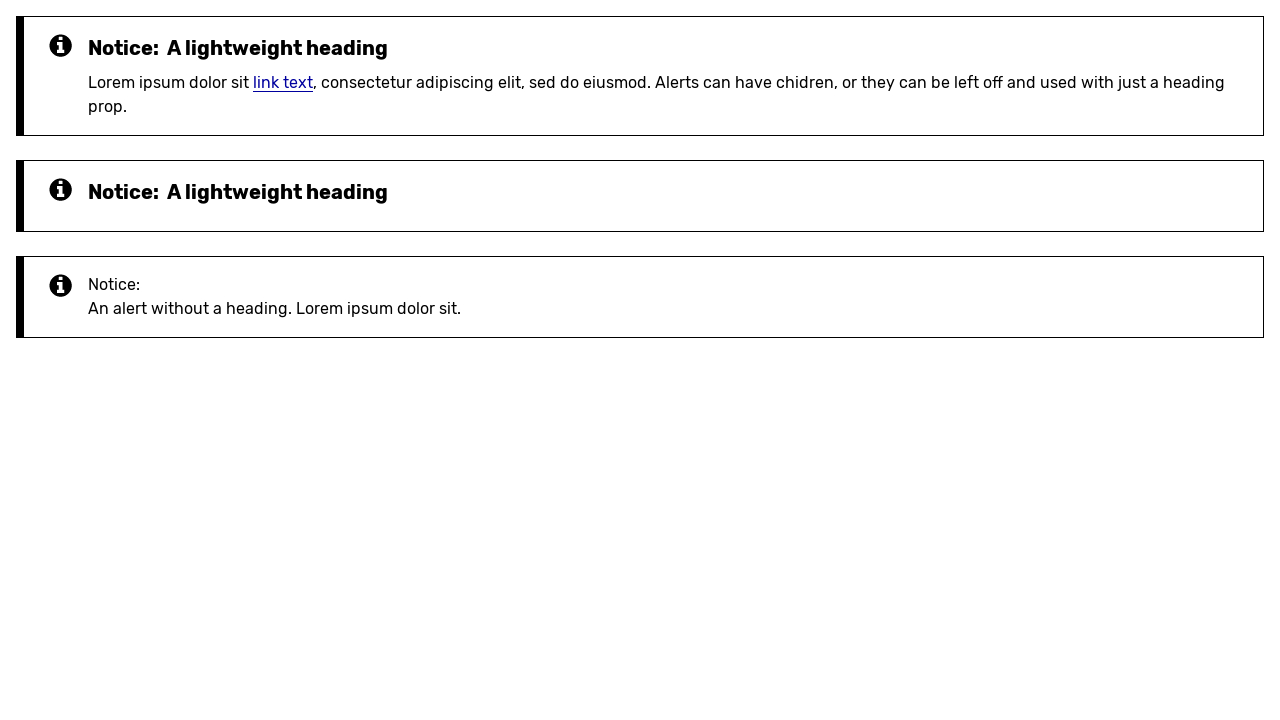 Notice: A lightweight heading
Lorem ipsum dolor sit link text, consectetur adipiscing elit, sed do eiusmod. Alerts can have chidren, or they can be left off and used with just a heading
prop.
Notice: A lightweight heading
Notice:
An alert without a heading. Lorem ipsum dolor sit.